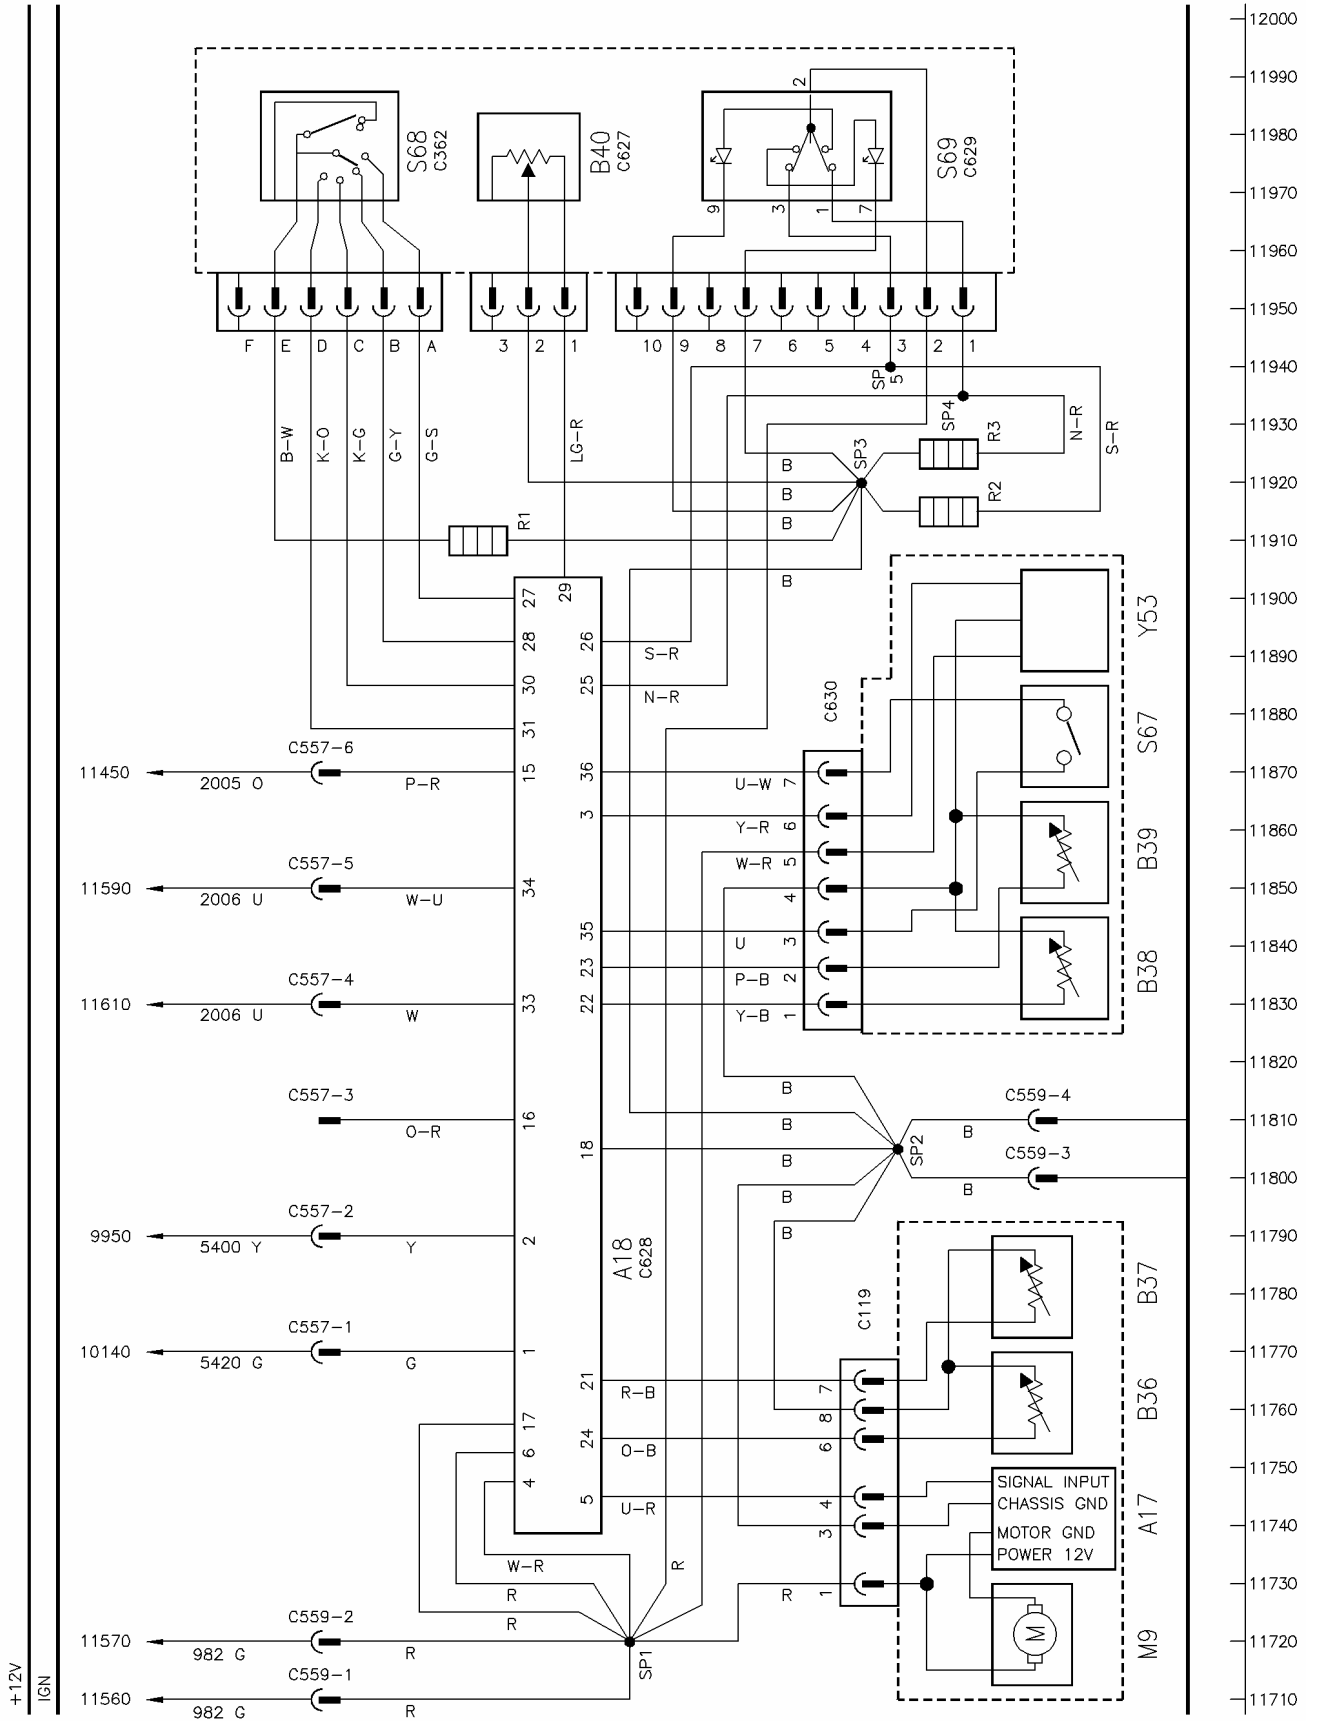 12000
11990
11980
11970
11960
11950
11940
11930
11920
11910
11900
11890
11880
11870
11860
11850
11840
11830
11820
11810
11800
11790
11780
11770
11760
11750
11740
11730
11720
11710
S68
C362
B40
C627
2
S69
C629
9
3
1
7
F E D C B A
3 2 1
10 9 8 7 6 5 4 3 2 1
SP
5
SP4
B-W
K-O
K-G
G-Y
G-S
LG-R
B
B
B
B
SP3
R3
R2
R1
N-R
S-R
27
29
28
30
31
26
S-R
25
N-R
Y53
S67
B39
B38
C630
11450
2005 O
C557-6
P-R
15
36
U-W
7
3
Y-R
6
W-R
5
4
11590
2006 U
C557-5
W-U
34
35
U
3
23
P-B
2
11610
2006 U
C557-4
W
33
22
Y-B
1
C557-3
O-R
16
18
B
B
B
B
B
SP2
C559-4
B
C559-3
B
9950
5400 Y
C557-2
Y
2
A18
C628
10140
5420 G
C557-1
G
1
C119
B37
B36
A17
M9
21
R-B
7
8
24
O-B
6
17
6
4
5
U-R
4
3
1
SIGNAL INPUT
CHASSIS GND
MOTOR GND
POWER 12V
M
W-R
R
R
R
R
SP1
11570
982 G
C559-2
R
11560
982 G
C559-1
R
+12V
IGN